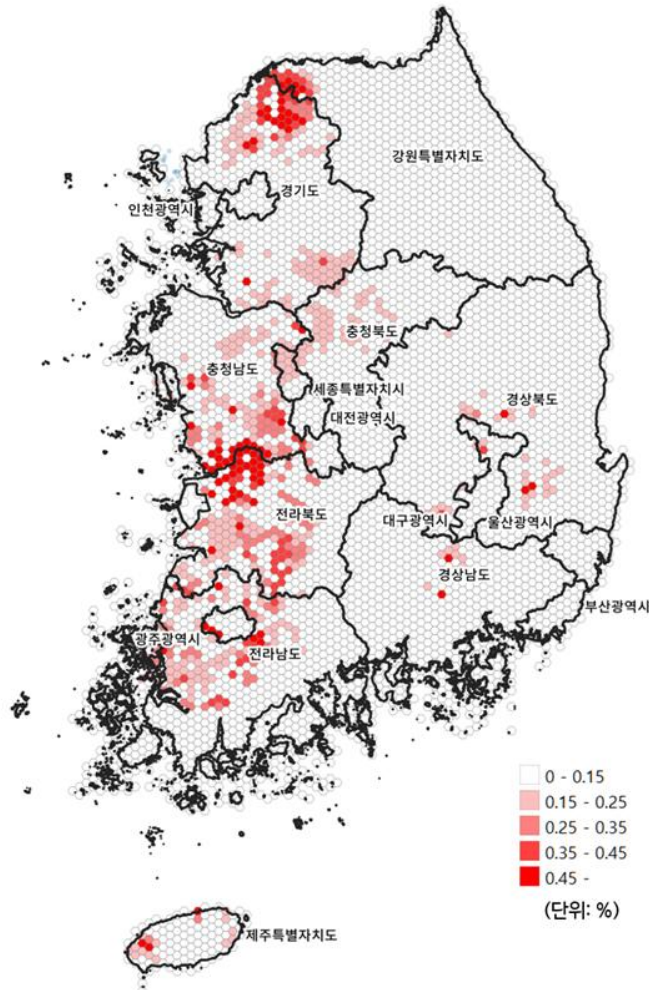 강원특별자치도
경기도
인천광역시
충청북도
충청남도
세종특별자치시
경상북도
대전광역시
전라북도
대구광역시
울산광역시
경상남도
부산광역시
광주광역시
전라남도
0 - 0.15
0.15 - 0.25
0.25 - 0.35
0.35 - 0.45
0.45 -
(단위: %)
제주특별자치도